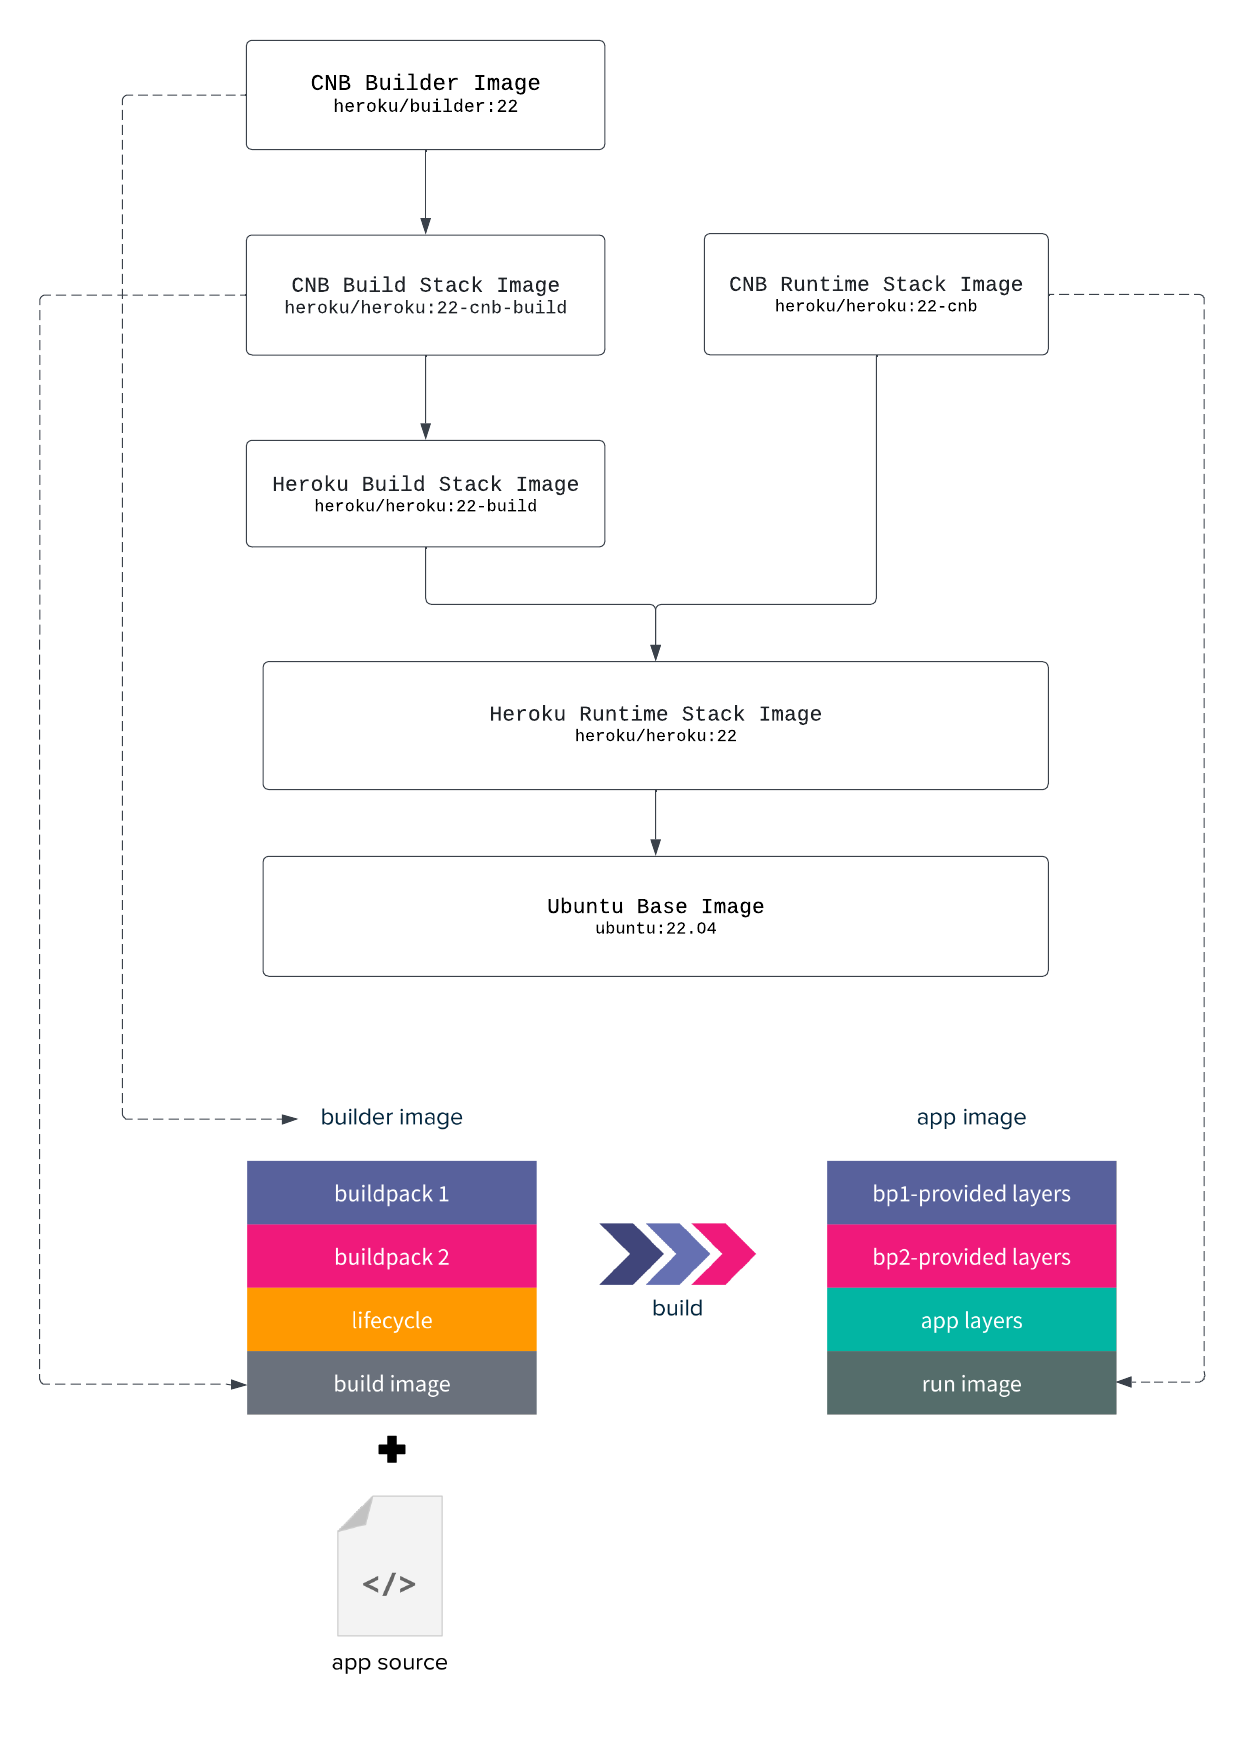 CNB Builder Image
heroku/builder:22
CNB Build Stack Image
heroku/heroku:22-cnb-build
CNB Runtime Stack Image
heroku/heroku:22-cnb
Heroku Build Stack Image
heroku/heroku:22-build
Heroku Runtime Stack Image
heroku/heroku:22
Ubuntu Base Image
ubuntu:22.04
builder image
buildpack 1
buildpack 2
lifecycle
build image
build
app image
bp1-provided layers
bp2-provided layers
app layers
run image
</>
app source